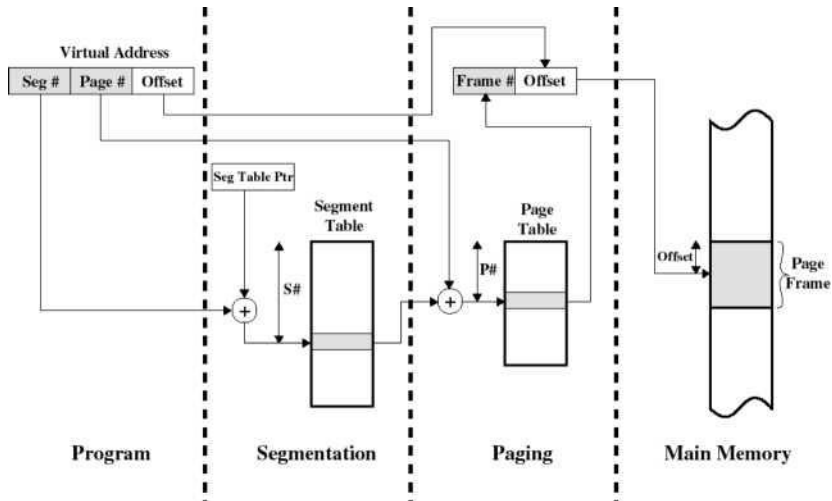 Virtual Address
Seg # Page # Offset
Frame # Offset
Seg Table Ptr
Segment
Table
Page
Table
S#
P#
Offset
Page
Frame
+
+
Program
Segmentation
Paging
Main Memory